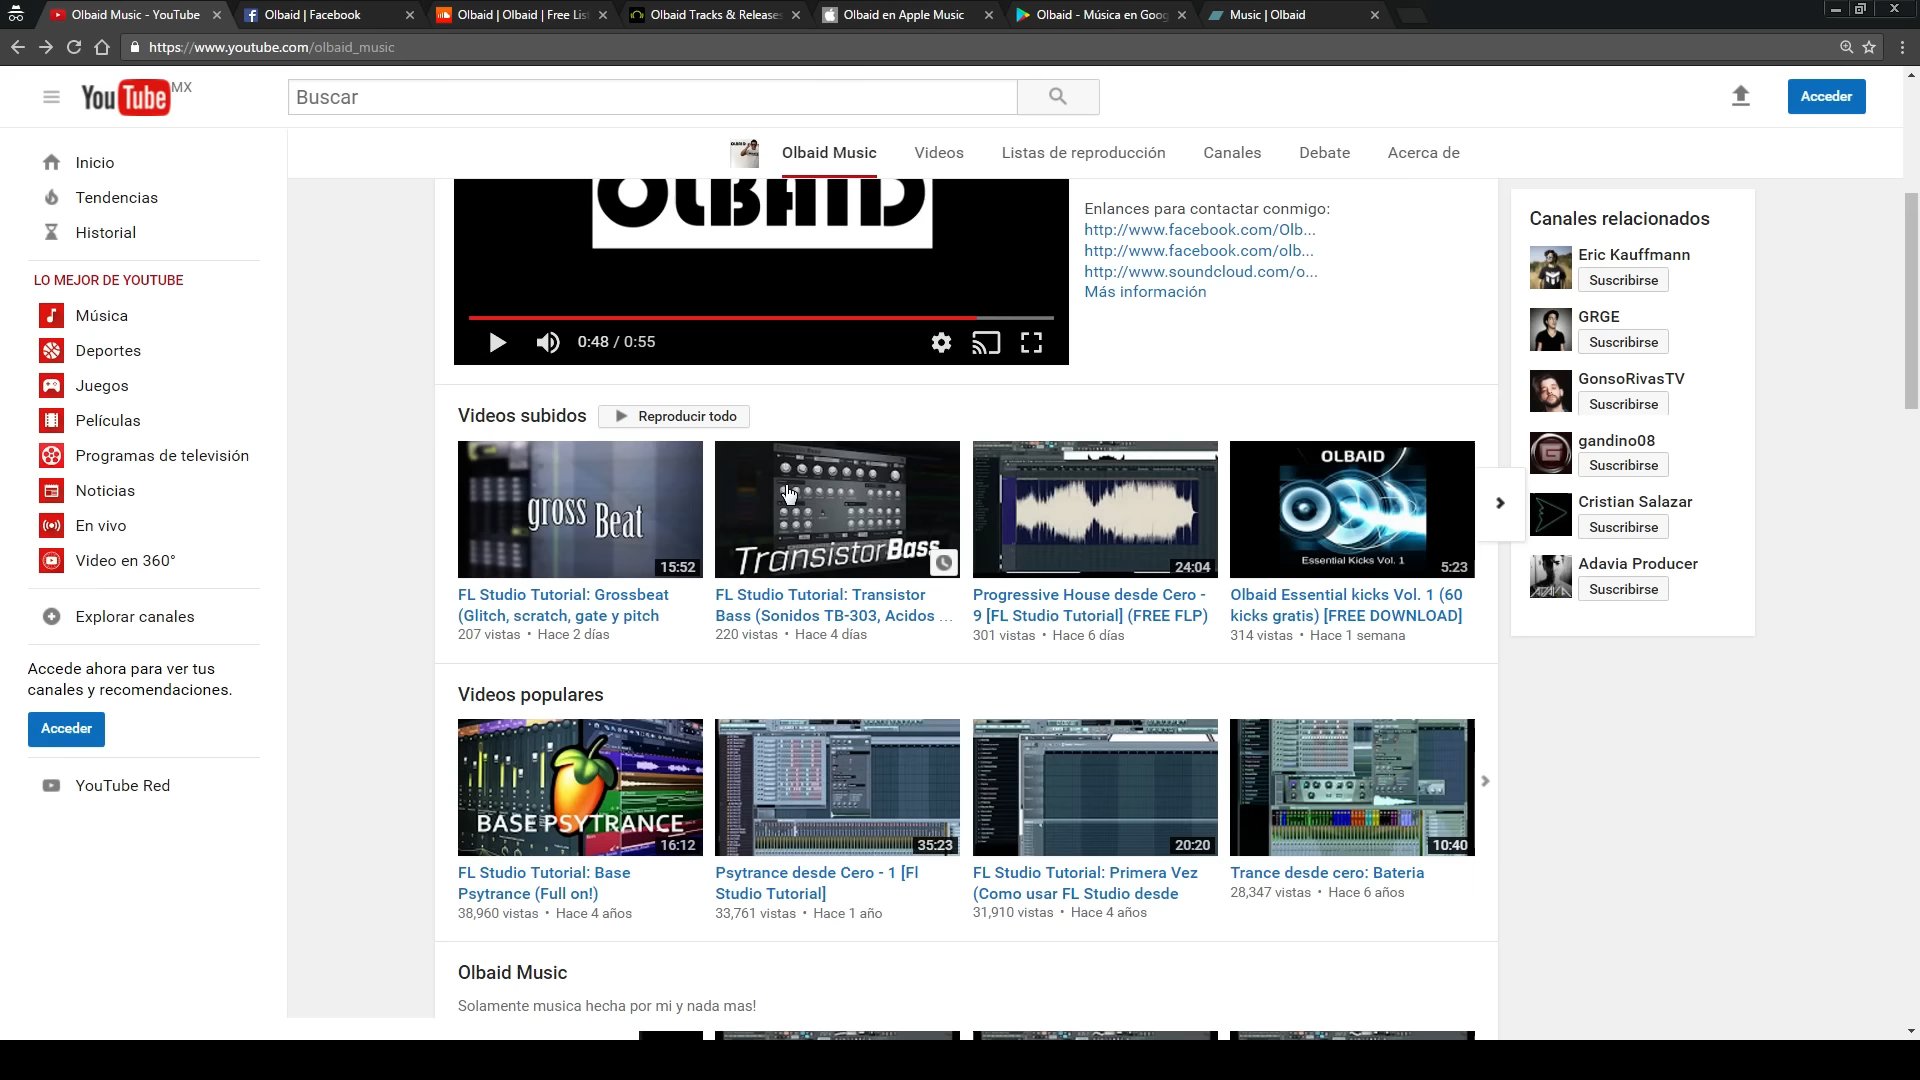 Olbaid Music - YouTube
Olbaid | Facebook
Olbaid | Olbaid | Free List
Olbaid Tracks & Releases
Olbaid en Apple Music
Olbaid - Música en Goog
Music | Olbaid
https://www.youtube.com/olbaid_music
YouTube MX
Buscar
Acceder
Olbaid Music
Videos
Listas de reproducción
Canales
Debate
Acerca de
Inicio
Tendencias
Historial
LO MEJOR DE YOUTUBE
Música
Deportes
Juegos
Películas
Programas de televisión
Noticias
En vivo
Video en 360°
Explorar canales
Accede ahora para ver tus
canales y recomendaciones.
Acceder
YouTube Red
OLBAID
0:48 / 0:55
Enlances para contactar conmigo:
http://www.facebook.com/Olb...
http://www.facebook.com/olb...
http://www.soundcloud.com/o...
Más información
Videos subidos
Reproducir todo
gross Beat
15:52
FL Studio Tutorial: Grossbeat
(Glitch, scratch, gate y pitch
207 vistas • Hace 2 días
TransistorBass
FL Studio Tutorial: Transistor
Bass (Sonidos TB-303, Acidos ...
220 vistas • Hace 4 días
24:04
Progressive House desde Cero -
9 [FL Studio Tutorial] (FREE FLP)
301 vistas • Hace 6 días
OLBAID
Essential Kicks Vol. 1
5:23
Olbaid Essential kicks Vol. 1 (60
kicks gratis) [FREE DOWNLOAD]
314 vistas • Hace 1 semana
Videos populares
BASE PSYTRANCE
16:12
FL Studio Tutorial: Base
Psytrance (Full on!)
38,960 vistas • Hace 4 años
35:23
Psytrance desde Cero - 1 [Fl
Studio Tutorial]
33,761 vistas • Hace 1 año
20:20
FL Studio Tutorial: Primera Vez
(Como usar FL Studio desde
31,910 vistas • Hace 4 años
10:40
Trance desde cero: Bateria
28,347 vistas • Hace 6 años
Olbaid Music
Solamente musica hecha por mi y nada mas!
Canales relacionados
Eric Kauffmann
Suscribirse
GRGE
Suscribirse
GonsoRivasTV
Suscribirse
gandino08
Suscribirse
Cristian Salazar
Suscribirse
Adavia Producer
Suscribirse